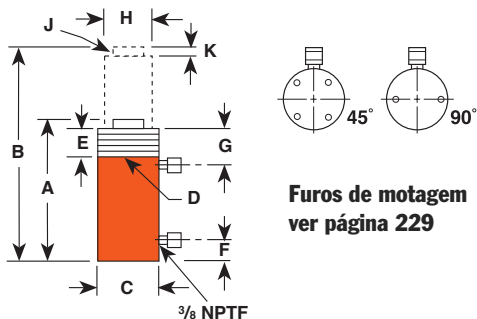 H
J
K
B
A
E
G
D
F
C
3/8 NPTF
45°
90°
Furos de motagem
ver página 229